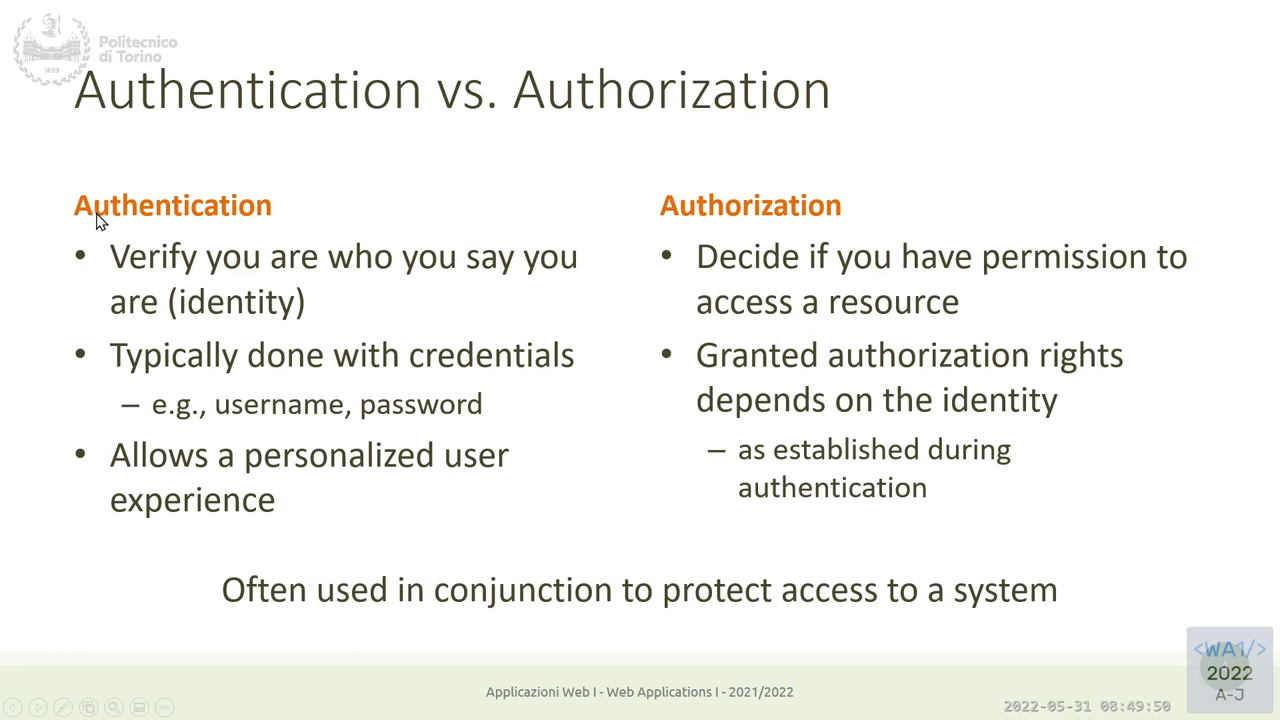 Politecnico
di Torino
1859
Authentication vs. Authorization
Authentication
• Verify you are who you say you
are (identity)
• Typically done with credentials
– e.g., username, password
• Allows a personalized user
experience
Authorization
• Decide if you have permission to
access a resource
• Granted authorization rights
depends on the identity
– as established during
authentication
Often used in conjunction to protect access to a system
Applicazioni Web I - Web Applications I - 2021/2022
2022-05-31 08:49:50
<WA1/>
2022
A-J